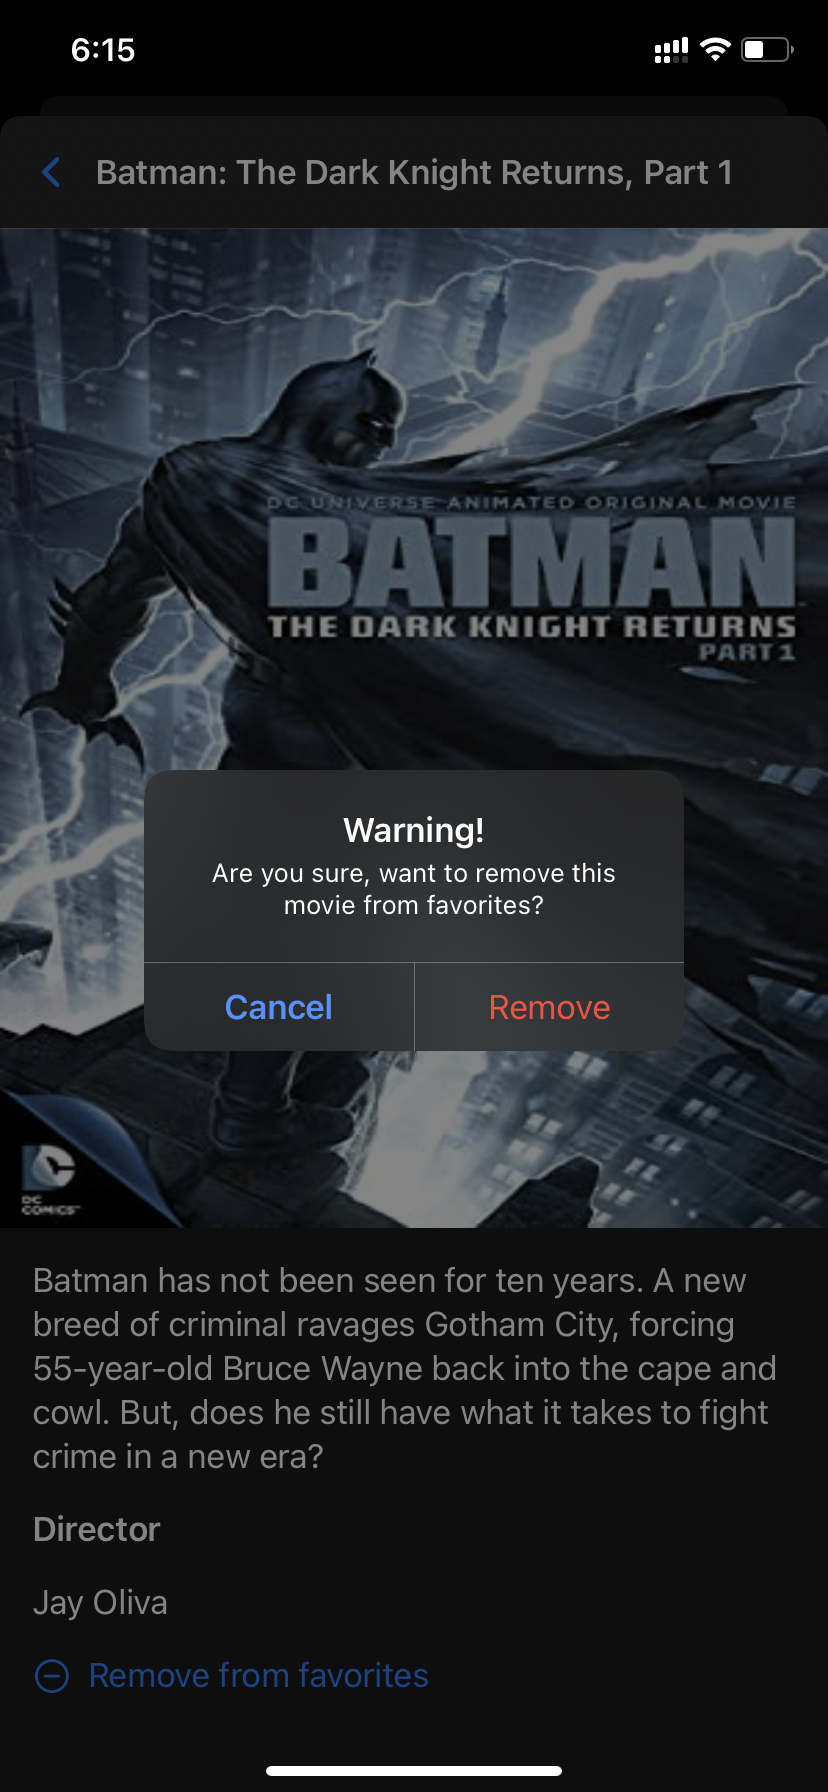 6:15
Batman: The Dark Knight Returns, Part 1
DC UNIVERSE ANIMATED ORIGINAL MOVIE
BATMAN
THE DARK KNIGHT RETURNS
PART 1
Warning!
Are you sure, want to remove this
movie from favorites?
Cancel
Remove
DC
COMICS™
Batman has not been seen for ten years. A new
breed of criminal ravages Gotham City, forcing
55-year-old Bruce Wayne back into the cape and
cowl. But, does he still have what it takes to fight
crime in a new era?
Director
Jay Oliva
Remove from favorites